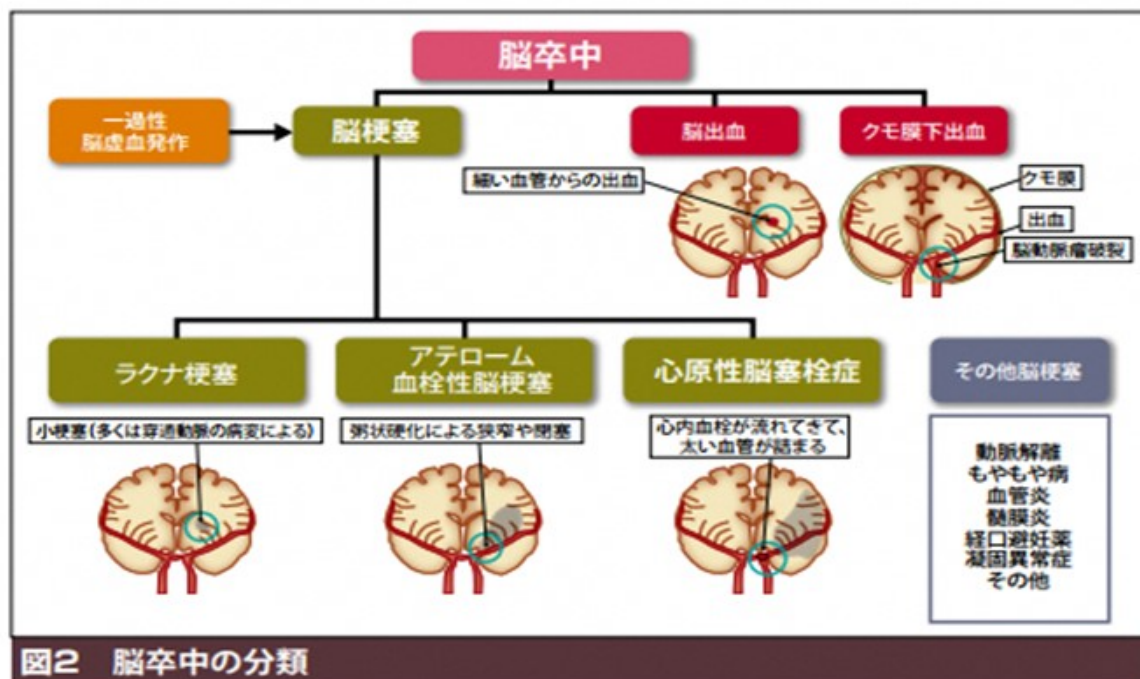 脳卒中
一過性
脳虚血発作
脳梗塞
脳出血
クモ膜下出血
細い血管からの出血
クモ膜
出血
脳動脈瘤破裂
ラクナ梗塞
アテローム
血栓性脳梗塞
心原性脳塞栓症
その他脳梗塞
小梗塞(多くは穿通動脈の病変による)
粥状硬化による狭窄や閉塞
心内血栓が流れてきて、
太い血管が詰まる
動脈解離
もやもや病
血管炎
髄膜炎
経口避妊薬
凝固異常症
その他
図2 脳卒中の分類